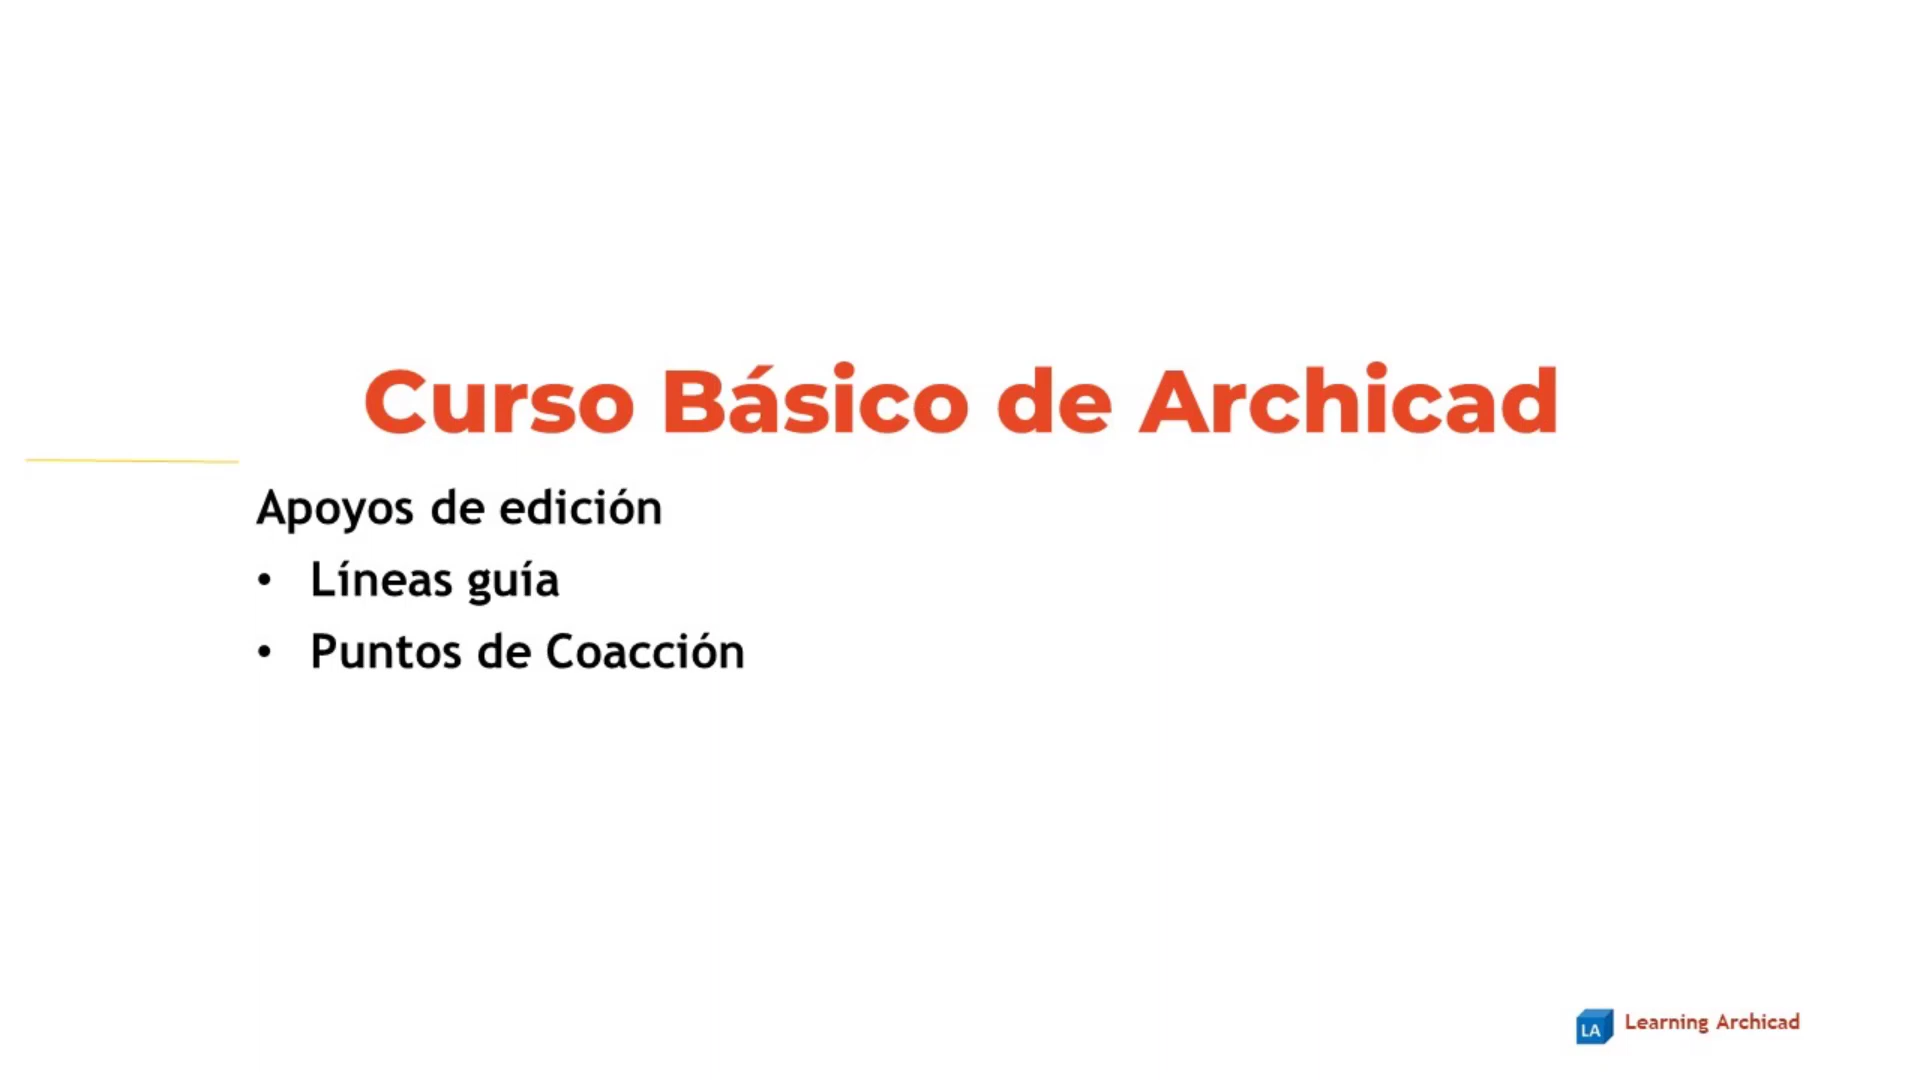 Curso Básico de Archicad
Apoyos de edición
• Líneas guía
• Puntos de Coacción
LA Learning Archicad